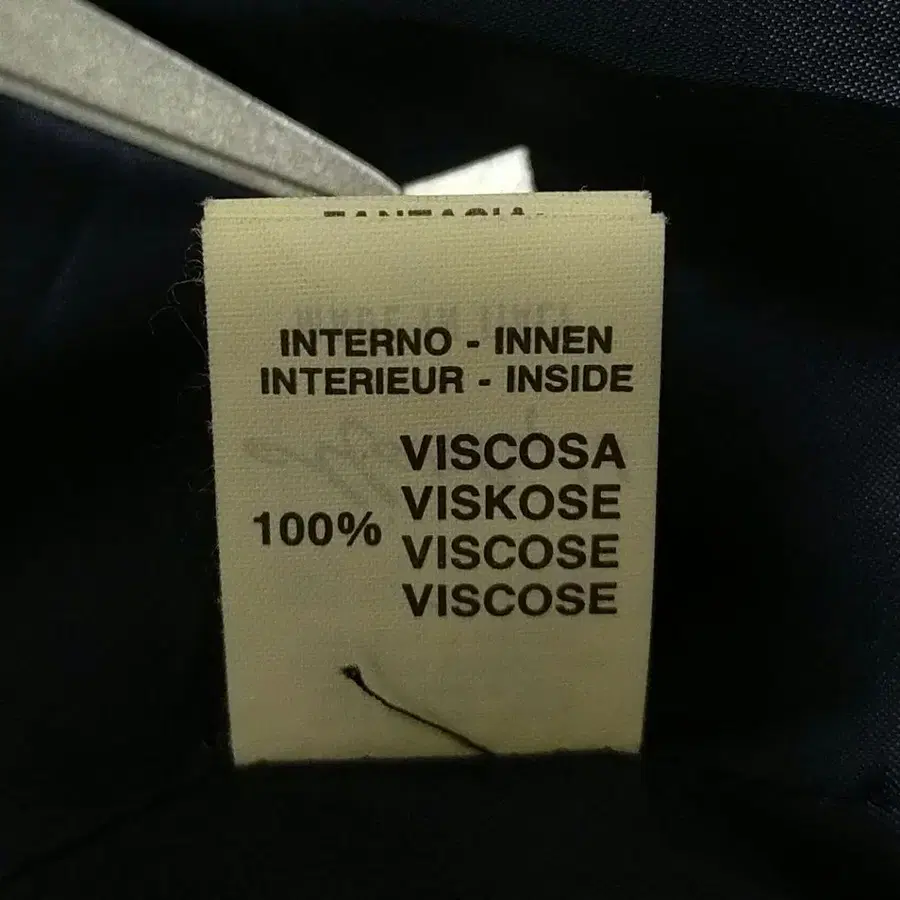 INTERNO - INNEN
INTERIEUR - INSIDE
VISCOSA
VISKOSE
100%
VISCOSE
VISCOSE